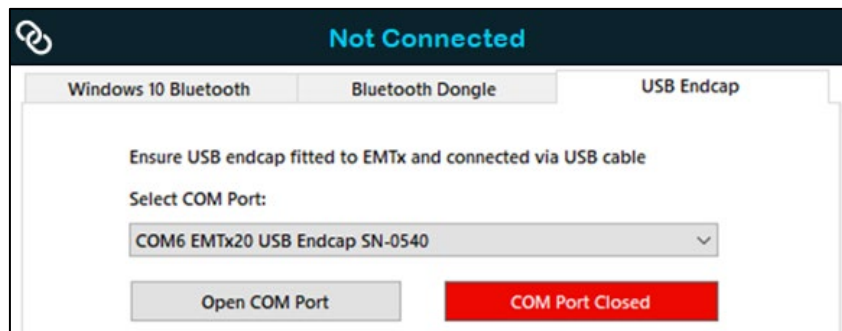 Not Connected
Windows 10 Bluetooth Bluetooth Dongle USB Endcap
Ensure USB endcap fitted to EMTx and connected via USB cable
Select COM Port:
COM6 EMTx20 USB Endcap SN-0540
Open COM Port COM Port Closed